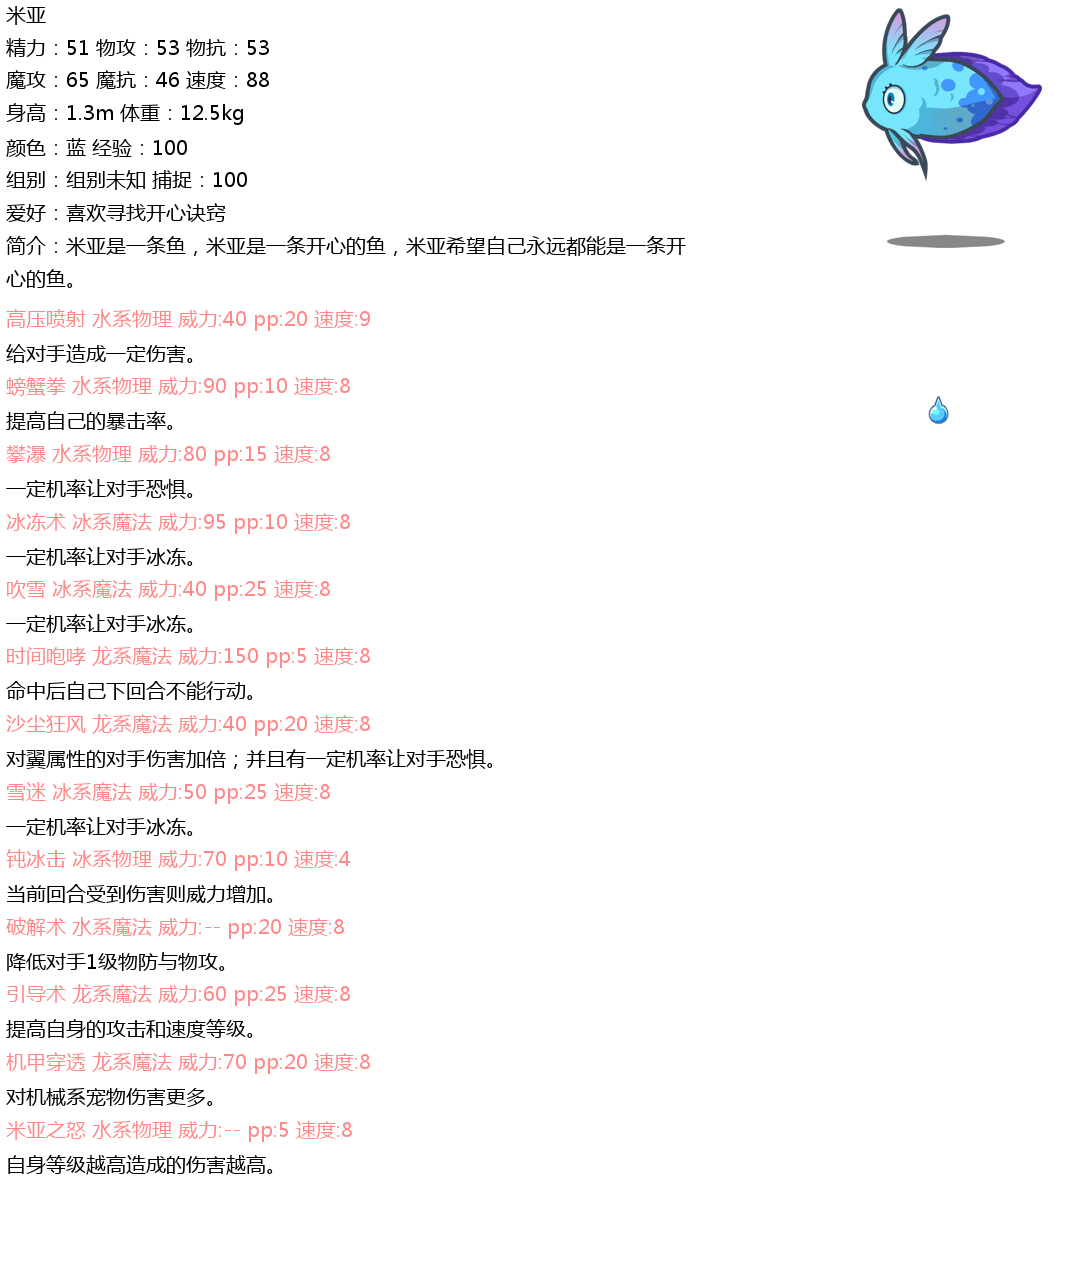 米亚
精力：51 物攻：53 物抗：53
魔攻：65 魔抗：46 速度：88
身高：1.3m 体重：12.5kg
颜色：蓝 经验：100
组别：组别未知 捕捉：100
爱好：喜欢寻找开心诀窍
简介：米亚是一条鱼，米亚是一条开心的鱼，米亚希望自己永远都能是一条开
心的鱼。
高压喷射 水系物理 威力:40 pp:20 速度:9
给对手造成一定伤害。
螃蟹拳 水系物理 威力:90 pp:10 速度:8
提高自己的暴击率。
攀瀑 水系物理 威力:80 pp:15 速度:8
一定机率让对手恐惧。
冰冻术 冰系魔法 威力:95 pp:10 速度:8
一定机率让对手冰冻。
吹雪 冰系魔法 威力:40 pp:25 速度:8
一定机率让对手冰冻。
时间咆哮 龙系魔法 威力:150 pp:5 速度:8
命中后自己下回合不能行动。
沙尘狂风 龙系魔法 威力:40 pp:20 速度:8
对翼属性的对手伤害加倍；并且有一定机率让对手恐惧。
雪迷 冰系魔法 威力:50 pp:25 速度:8
一定机率让对手冰冻。
钝冰击 冰系物理 威力:70 pp:10 速度:4
当前回合受到伤害则威力增加。
破解术 水系魔法 威力:-- pp:20 速度:8
降低对手1级物防与物攻。
引导术 龙系魔法 威力:60 pp:25 速度:8
提高自身的攻击和速度等级。
机甲穿透 龙系魔法 威力:70 pp:20 速度:8
对机械系宠物伤害更多。
米亚之怒 水系物理 威力:-- pp:5 速度:8
自身等级越高造成的伤害越高。